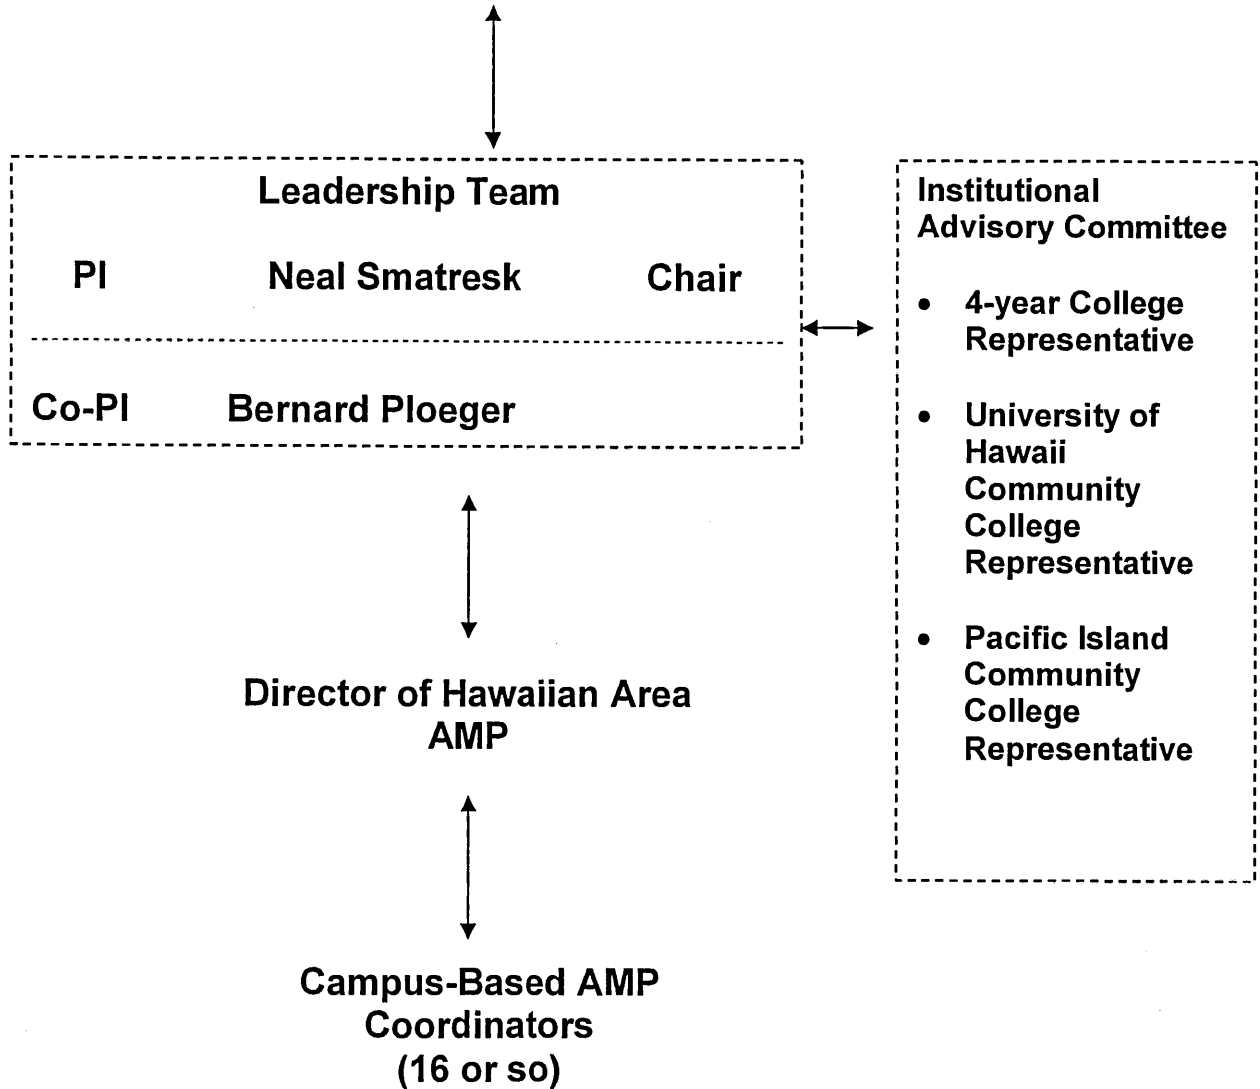 Leadership Team
PI Neal Smatresk Chair
Co-PI Bernard Ploeger
Director of Hawaiian Area
AMP
Campus-Based AMP
Coordinators
(16 or so)
Institutional
Advisory Committee
• 4-year College
Representative
• University of
Hawaii
Community
College
Representative
• Pacific Island
Community
College
Representative